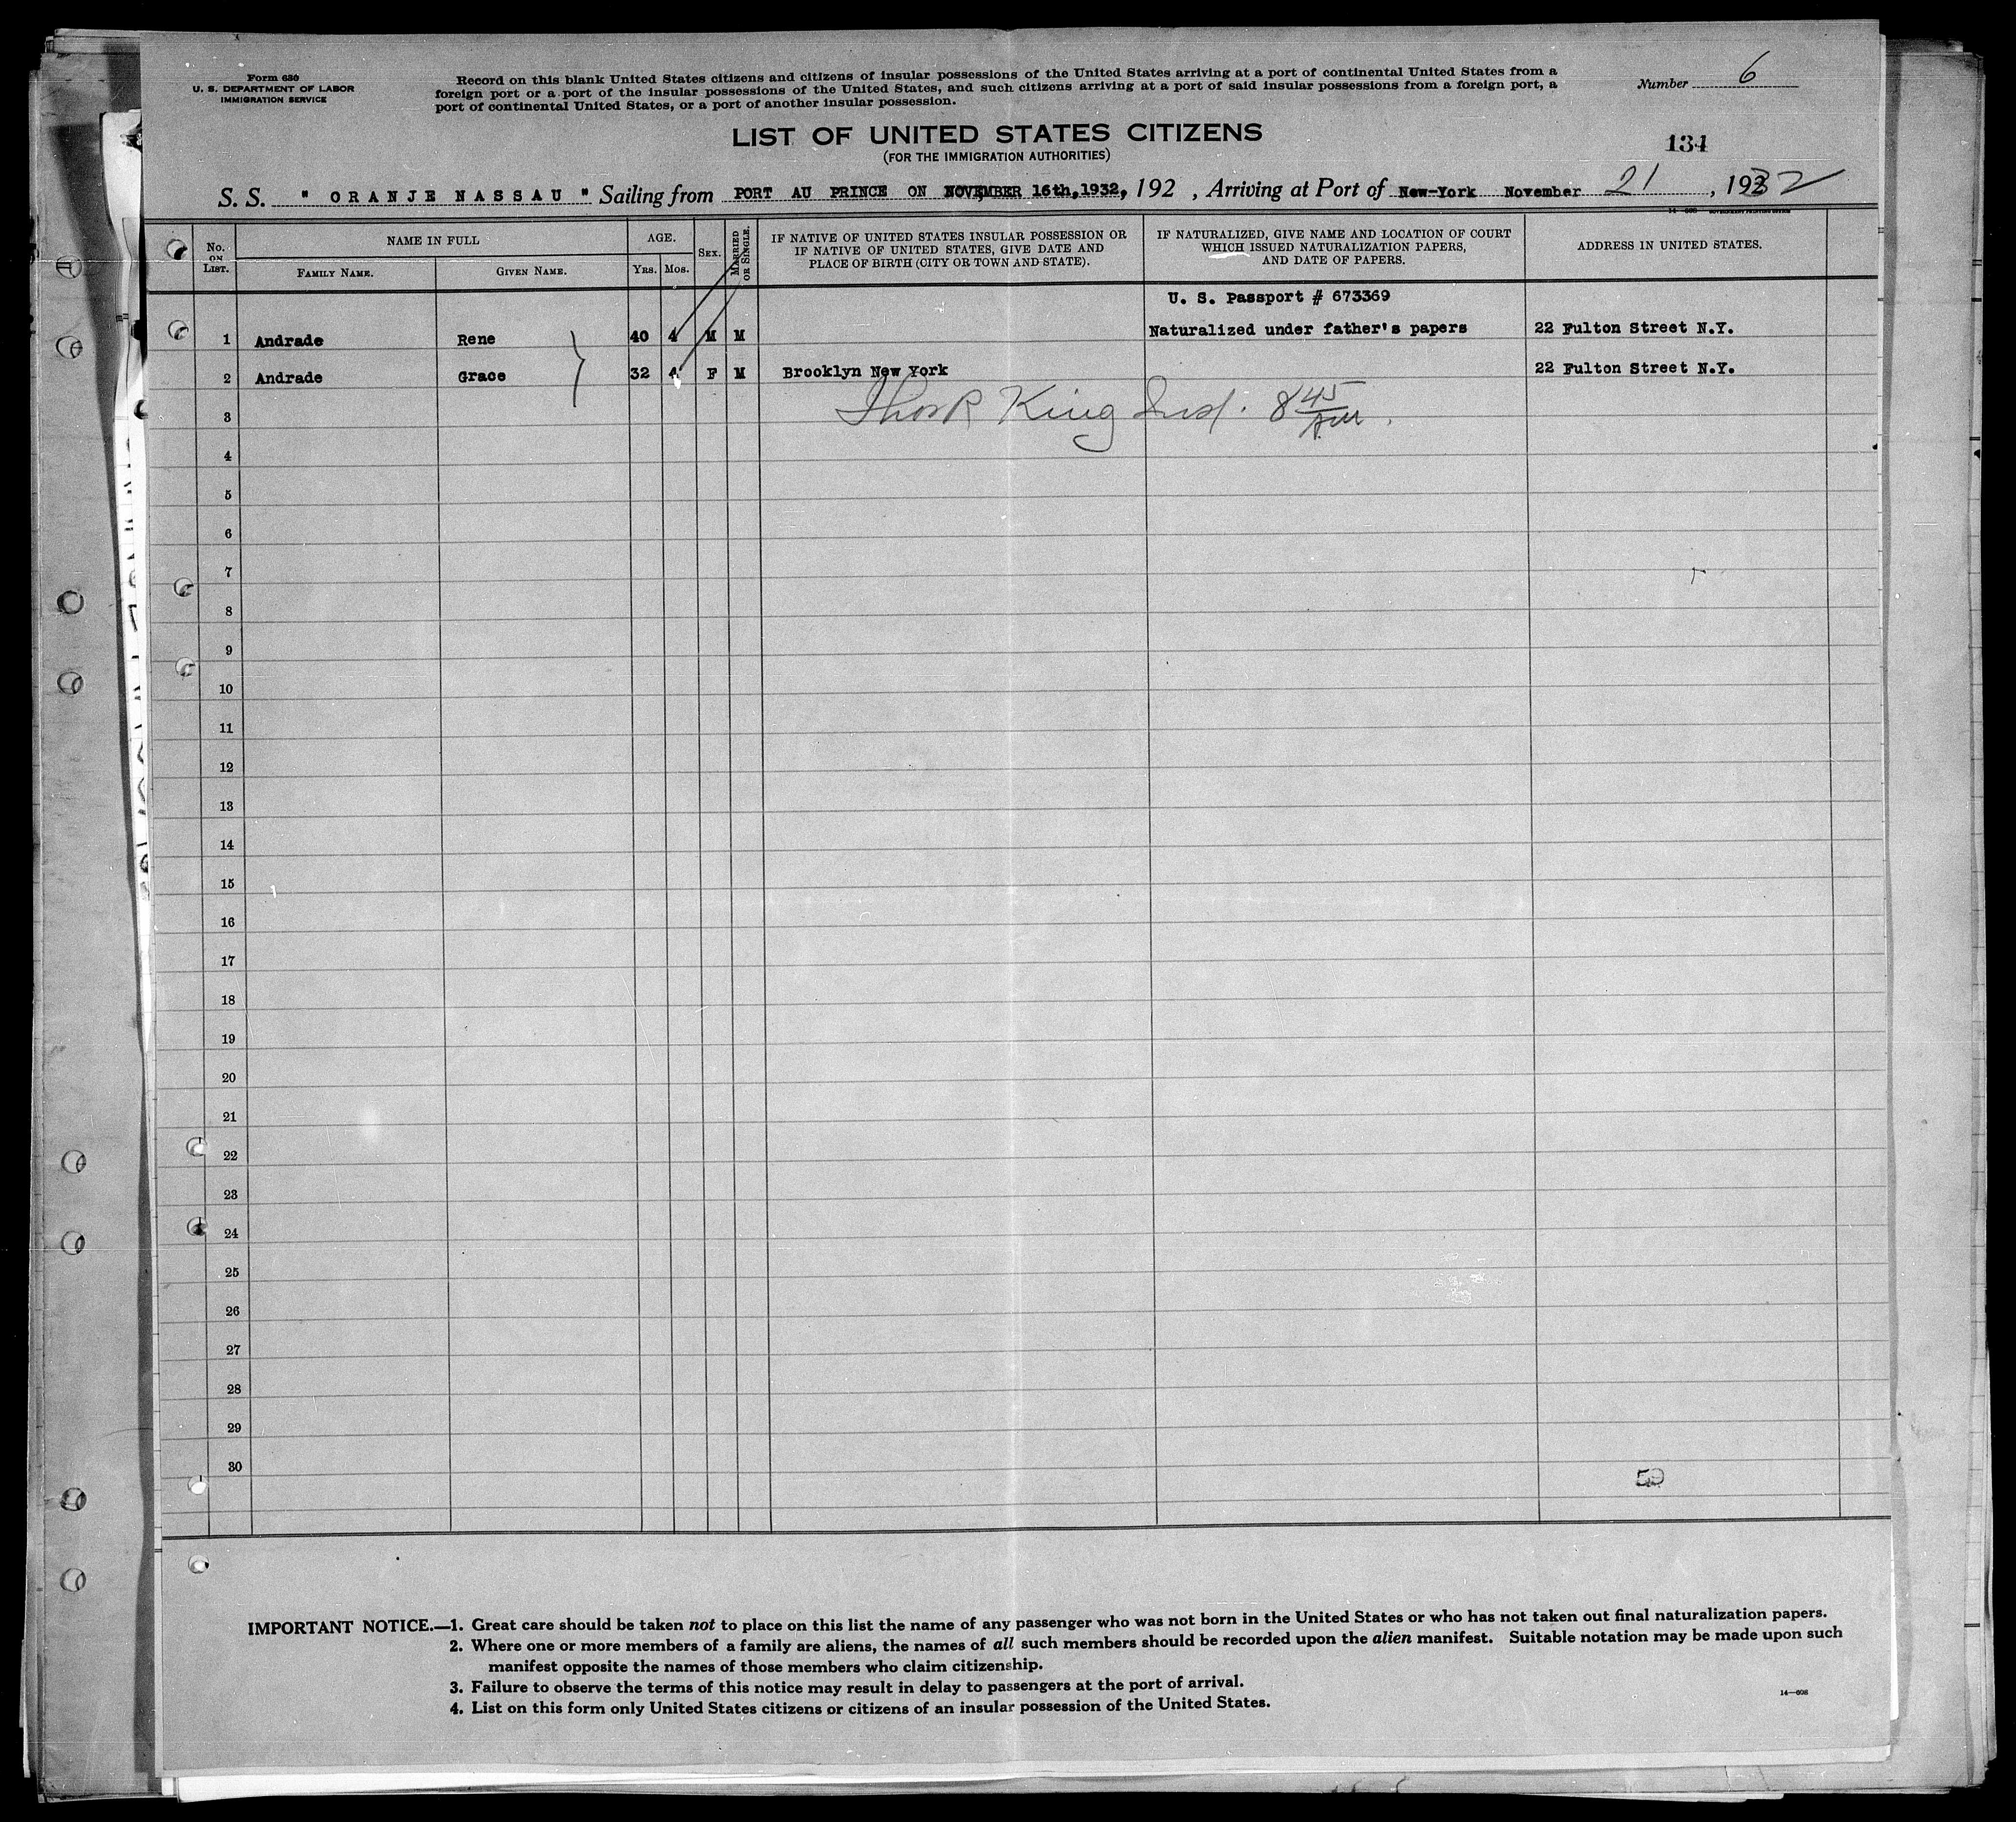 Form 630
U. S. DEPARTMENT OF LABOR
IMMIGRATION SERVICE
Record on this blank United States citizens and citizens of insular possessions of the United States arriving at a port of continental United States from a
foreign port or a port of the insular possessions of the United States, and such citizens arriving at a port of said insular possessions from a foreign port, a
port of continental United States, or a port of another insular possession.
Number 6
LIST OF UNITED STATES CITIZENS
(FOR THE IMMIGRATION AUTHORITIES)
134
S. S. " ORANJE NASSAU " Sailing from PORT AU PRINCE ON NOVEMBER 16th, 1932, 192 , Arriving at Port of New-York November 21 , 1932
No. ON LIST. NAME IN FULL AGE. SEX. MARRIED OR SINGLE. IF NATIVE OF UNITED STATES INSULAR POSSESSION OR IF NATIVE OF UNITED STATES, GIVE DATE AND PLACE OF BIRTH (CITY OR TOWN AND STATE). IF NATURALIZED, GIVE NAME AND LOCATION OF COURT WHICH ISSUED NATURALIZATION PAPERS, AND DATE OF PAPERS. ADDRESS IN UNITED STATES.
FAMILY NAME. GIVEN NAME. Yrs. Mos.
U. S. Passport # 673369
1 Andrade Rene 40 4 M M Naturalized under father's papers 22 Fulton Street N.Y.
2 Andrade Grace 32 4 F M Brooklyn New York 22 Fulton Street N.Y.
3 King 8 45 AM.
4
5
6
7
8
9
10
11
12
13
14
15
16
17
18
19
20
21
22
23
24
25
26
27
28
29
30
IMPORTANT NOTICE.—1. Great care should be taken not to place on this list the name of any passenger who was not born in the United States or who has not taken out final naturalization papers.
2. Where one or more members of a family are aliens, the names of all such members should be recorded upon the alien manifest. Suitable notation may be made upon such
manifest opposite the names of those members who claim citizenship.
3. Failure to observe the terms of this notice may result in delay to passengers at the port of arrival.
4. List on this form only United States citizens or citizens of an insular possession of the United States.